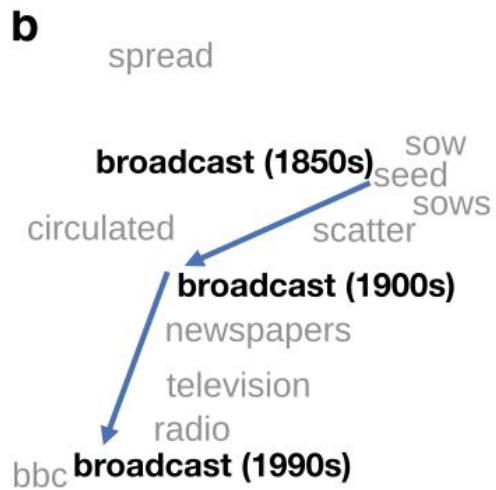 b
spread
sow
broadcast (1850s)
seed
sows
circulated
scatter
broadcast (1900s)
newspapers
television
radio
bbc broadcast (1990s)